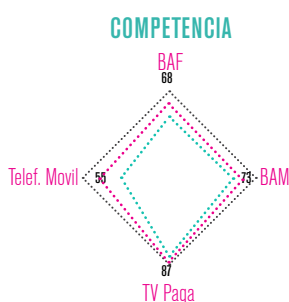 COMPETENCIA
BAF
68
Telef. Movil
55
73
BAM
87
TV Paga